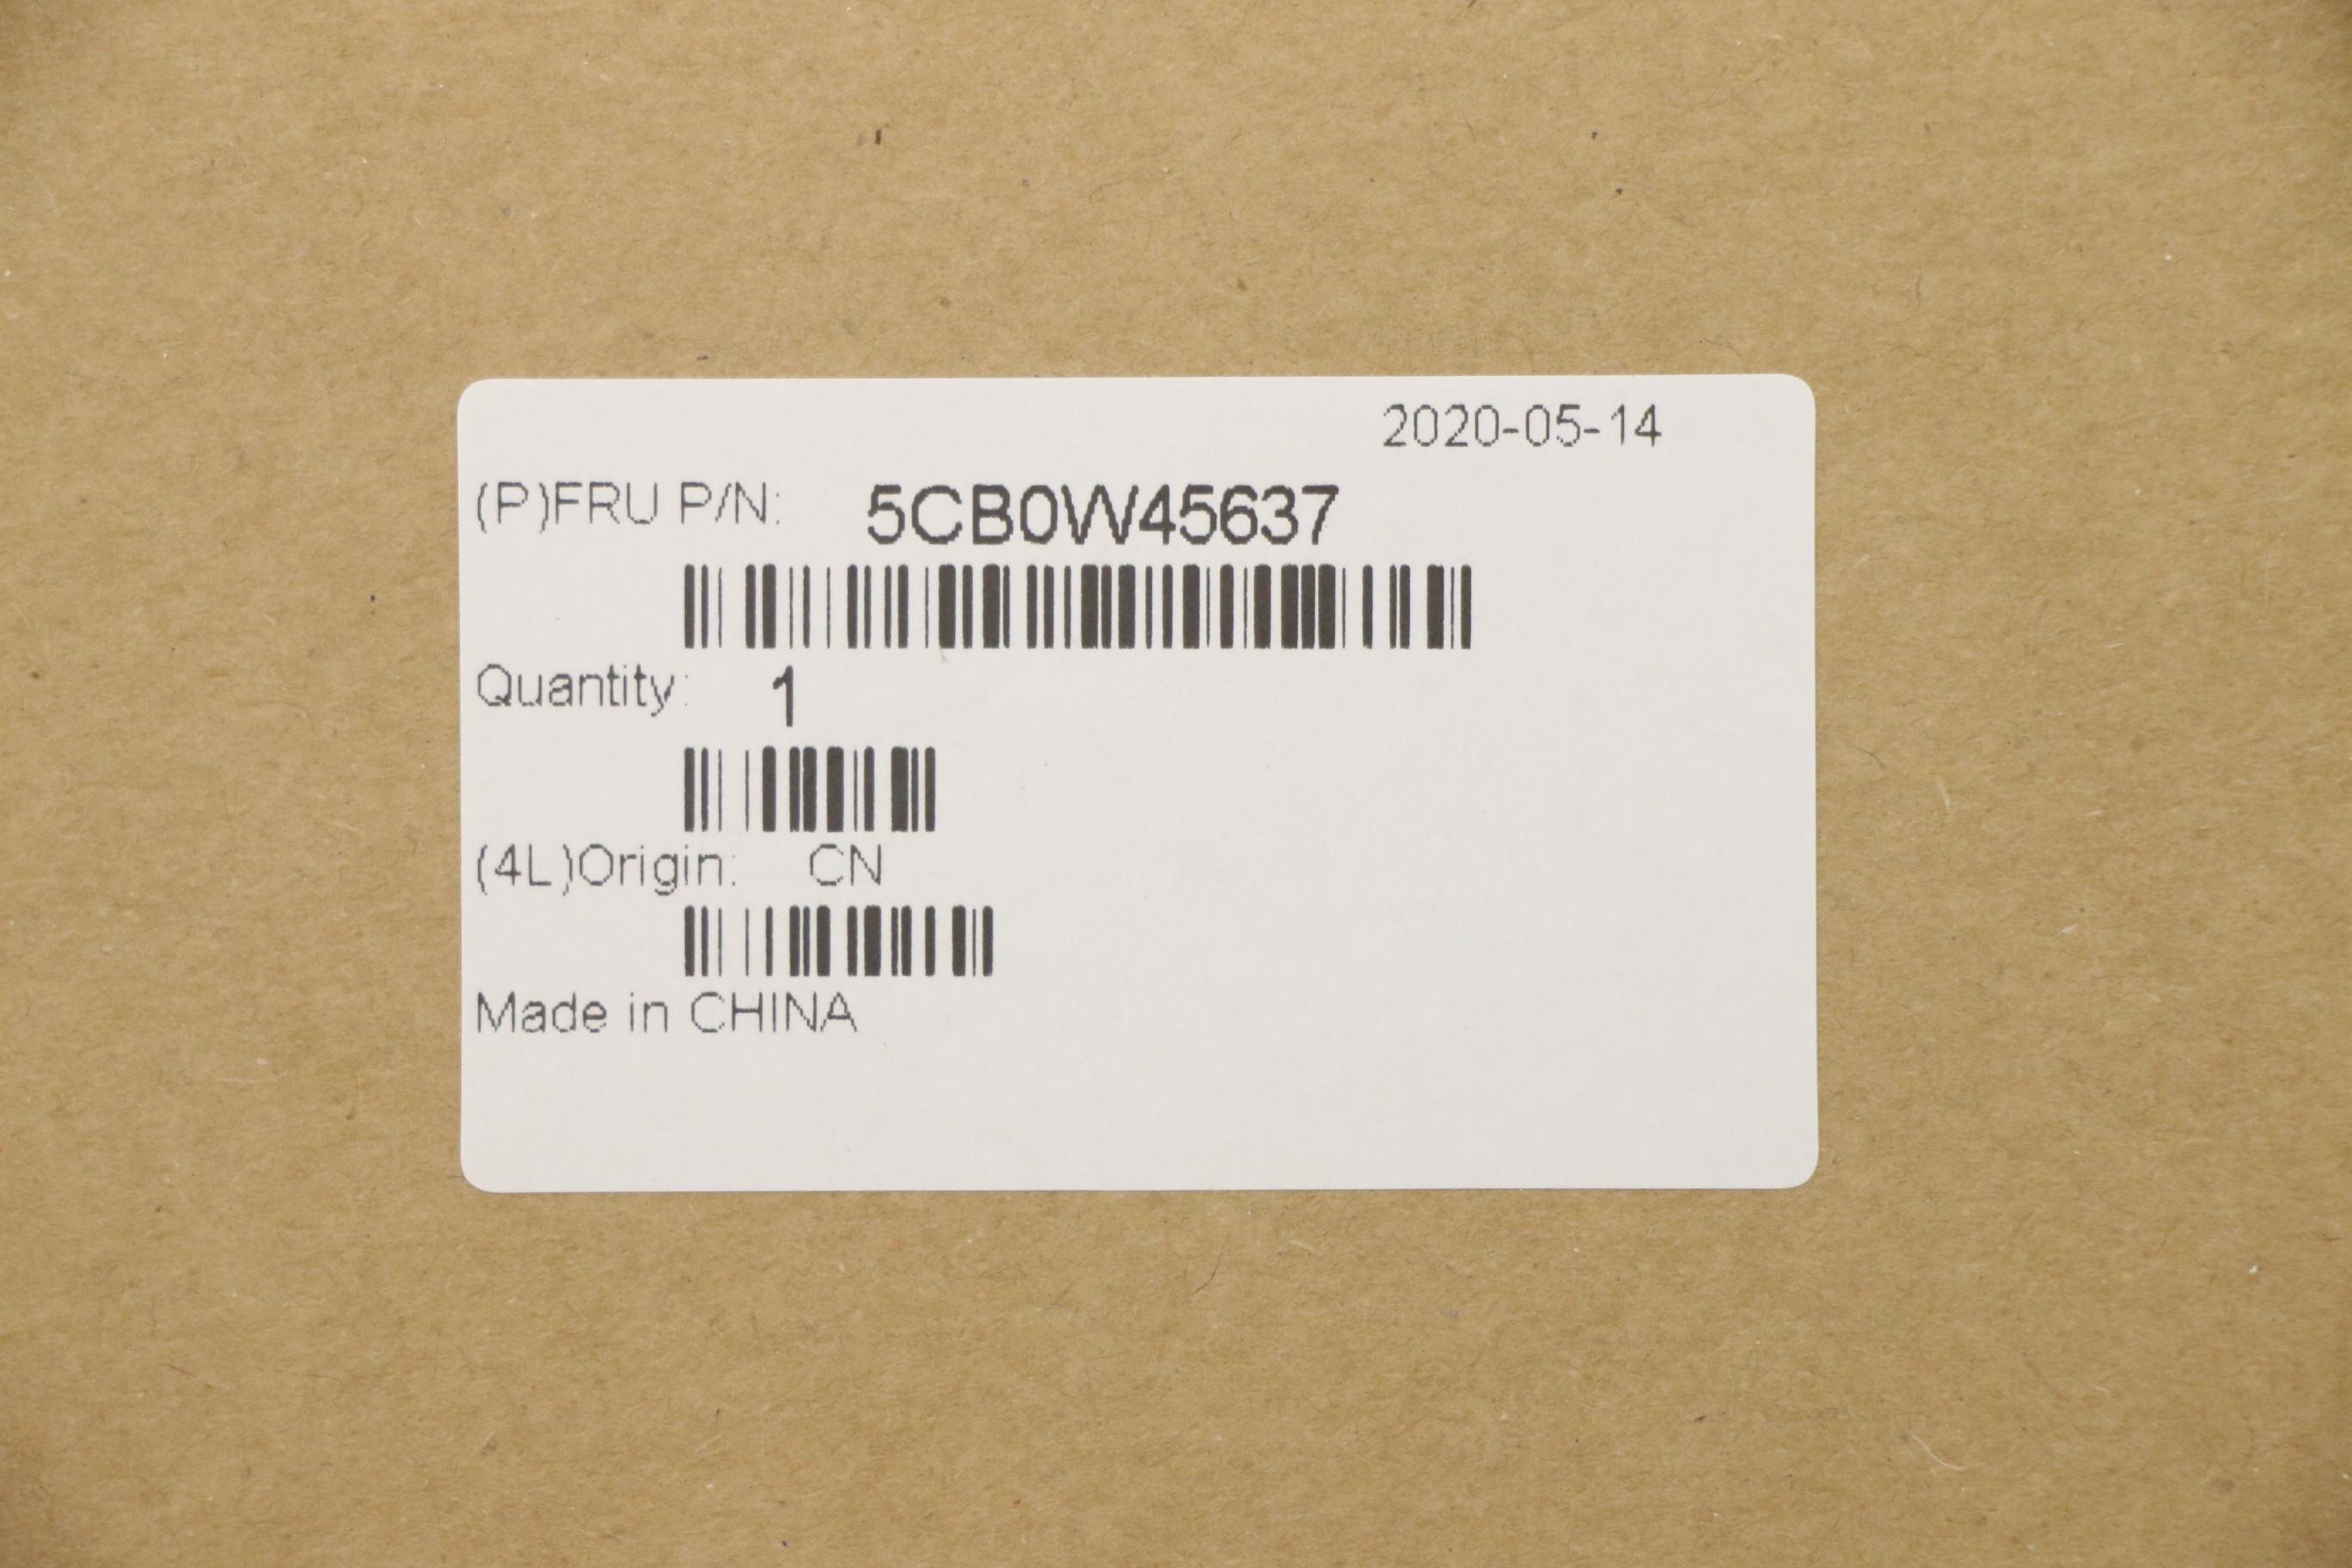 2020-05-14
(P)FRU P/N: 5CB0W45637
Quantity: 1
(4L)Origin: CN
Made in CHINA